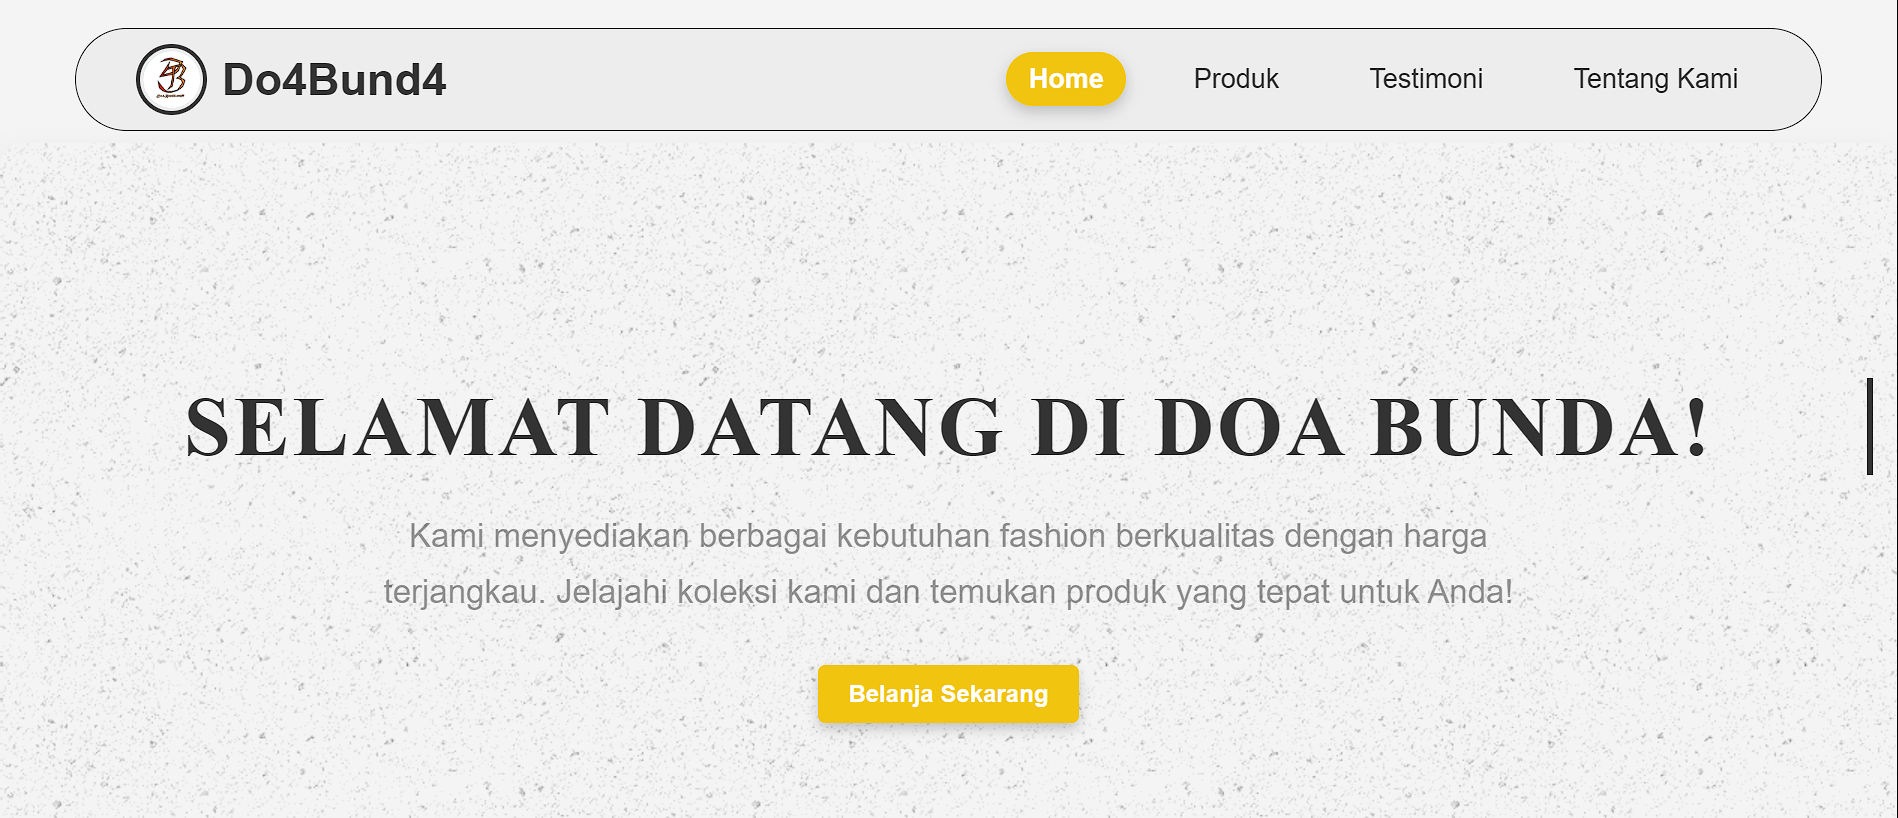 Do4Bund4
Home
Produk
Testimoni
Tentang Kami
SELAMAT DATANG DI DOA BUNDA!
Kami menyediakan berbagai kebutuhan fashion berkualitas dengan harga
terjangkau. Jelajahi koleksi kami dan temukan produk yang tepat untuk Anda!
Belanja Sekarang